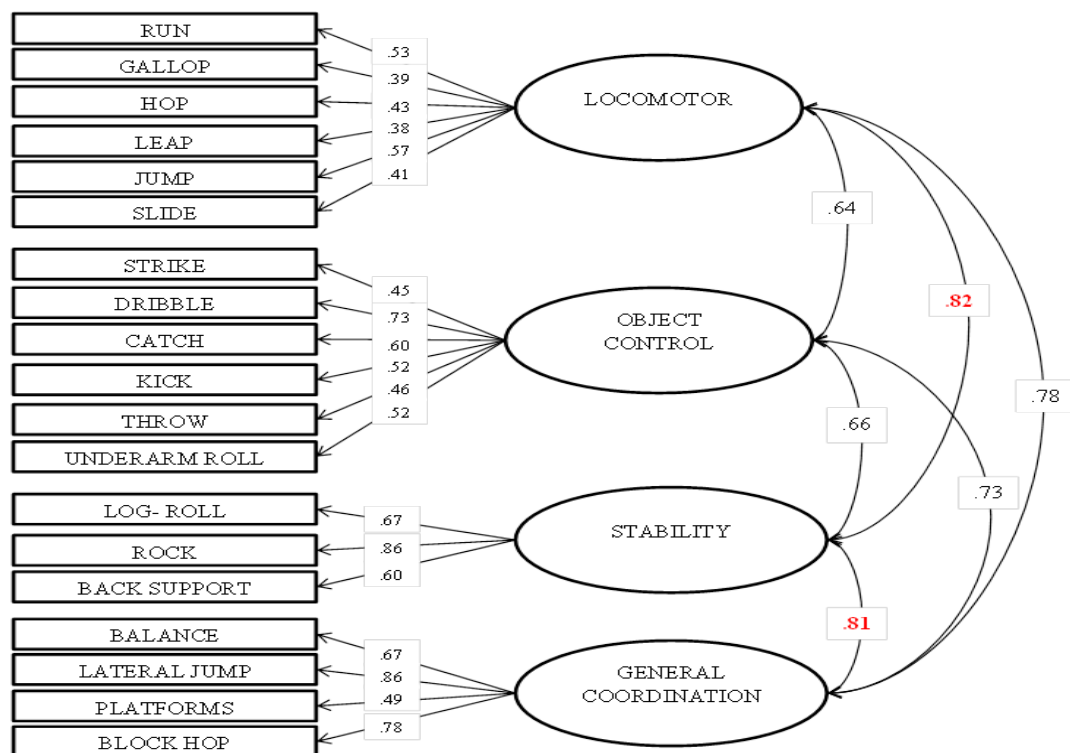 RUN
GALLOP
HOP
LEAP
JUMP
SLIDE
.53
.39
.43
.38
.57
.41
LOCOMOTOR
STRIKE
DRIBBLE
CATCH
KICK
THROW
UNDERARM ROLL
.45
.73
.60
.52
.46
.52
OBJECT
CONTROL
LOG- ROLL
ROCK
BACK SUPPORT
.67
.86
.60
STABILITY
BALANCE
LATERAL JUMP
PLATFORMS
BLOCK HOP
.67
.86
.49
.78
GENERAL
COORDINATION
.64
.82
.78
.66
.73
.81